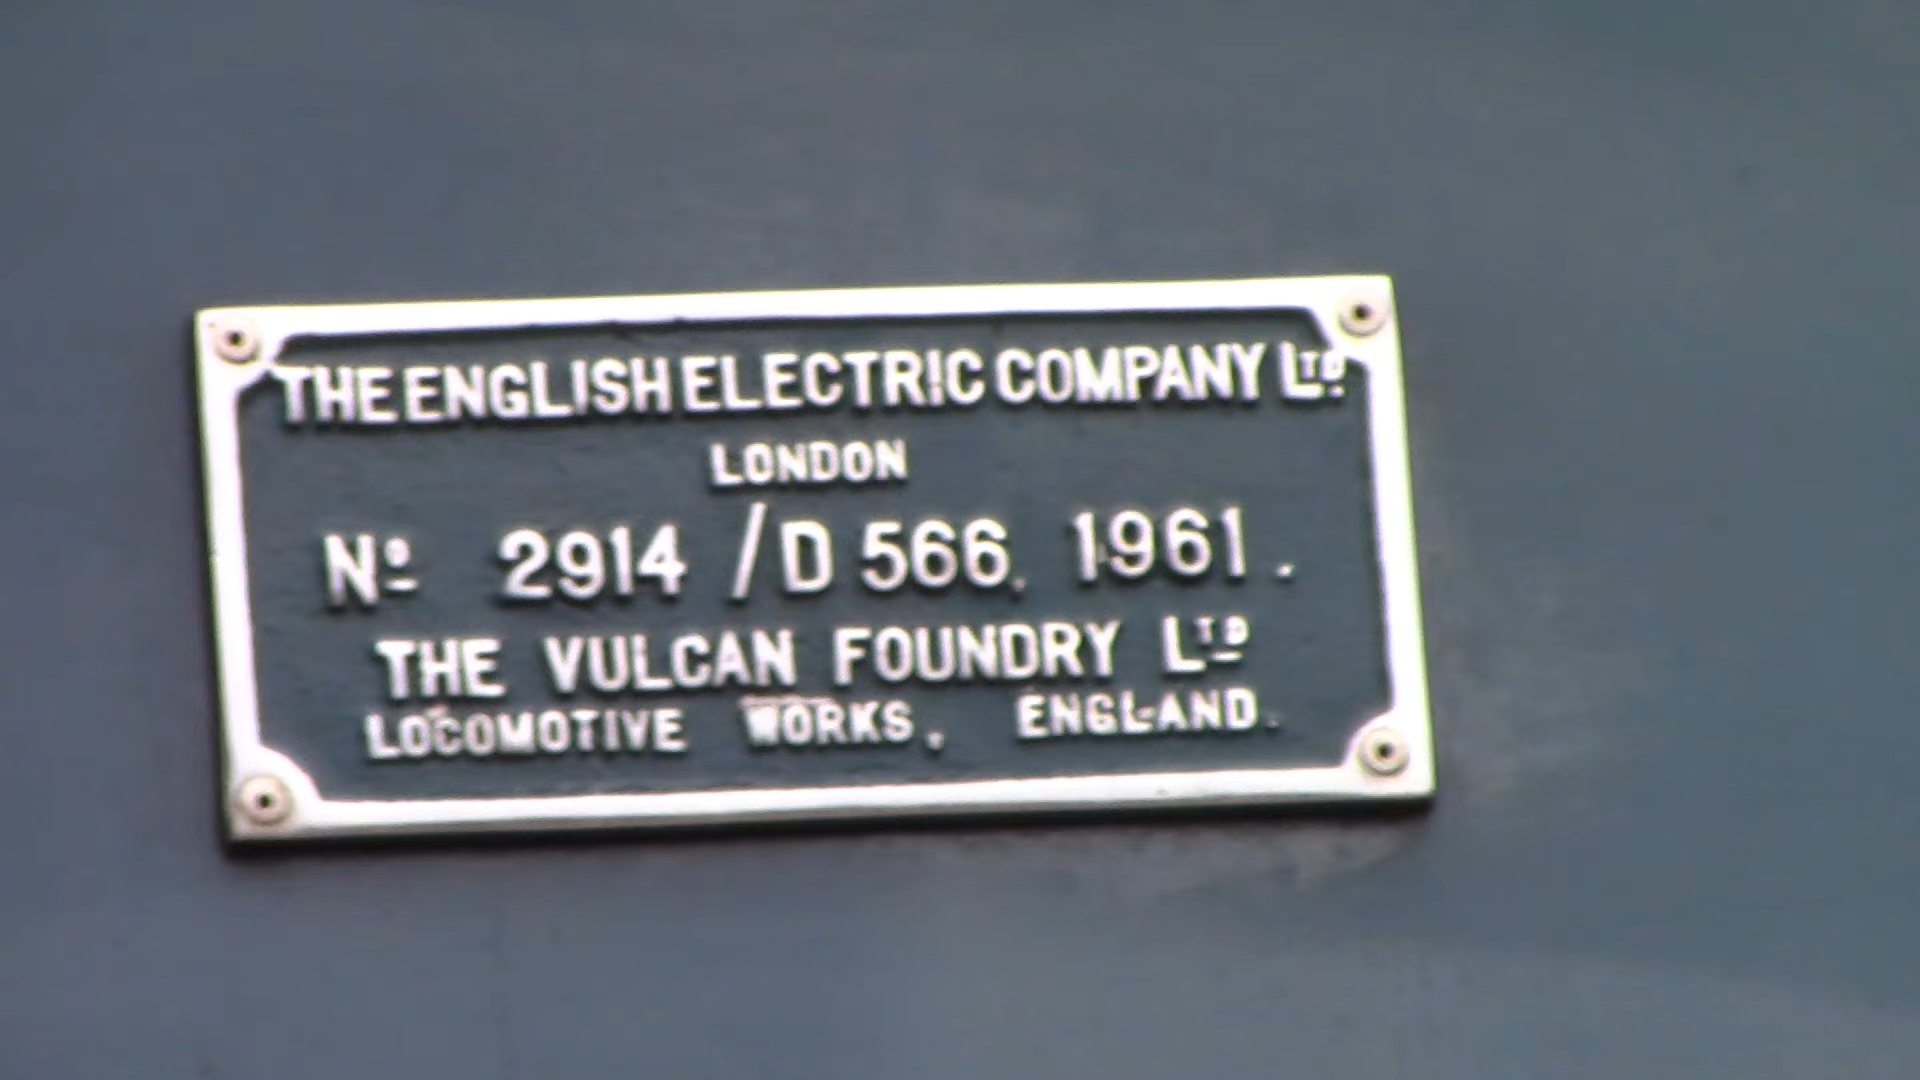 THE ENGLISH ELECTRIC COMPANY LTD.
LONDON
Nº 2914 / D 566. 1961.
THE VULCAN FOUNDRY LTD
LOCOMOTIVE WORKS, ENGLAND.